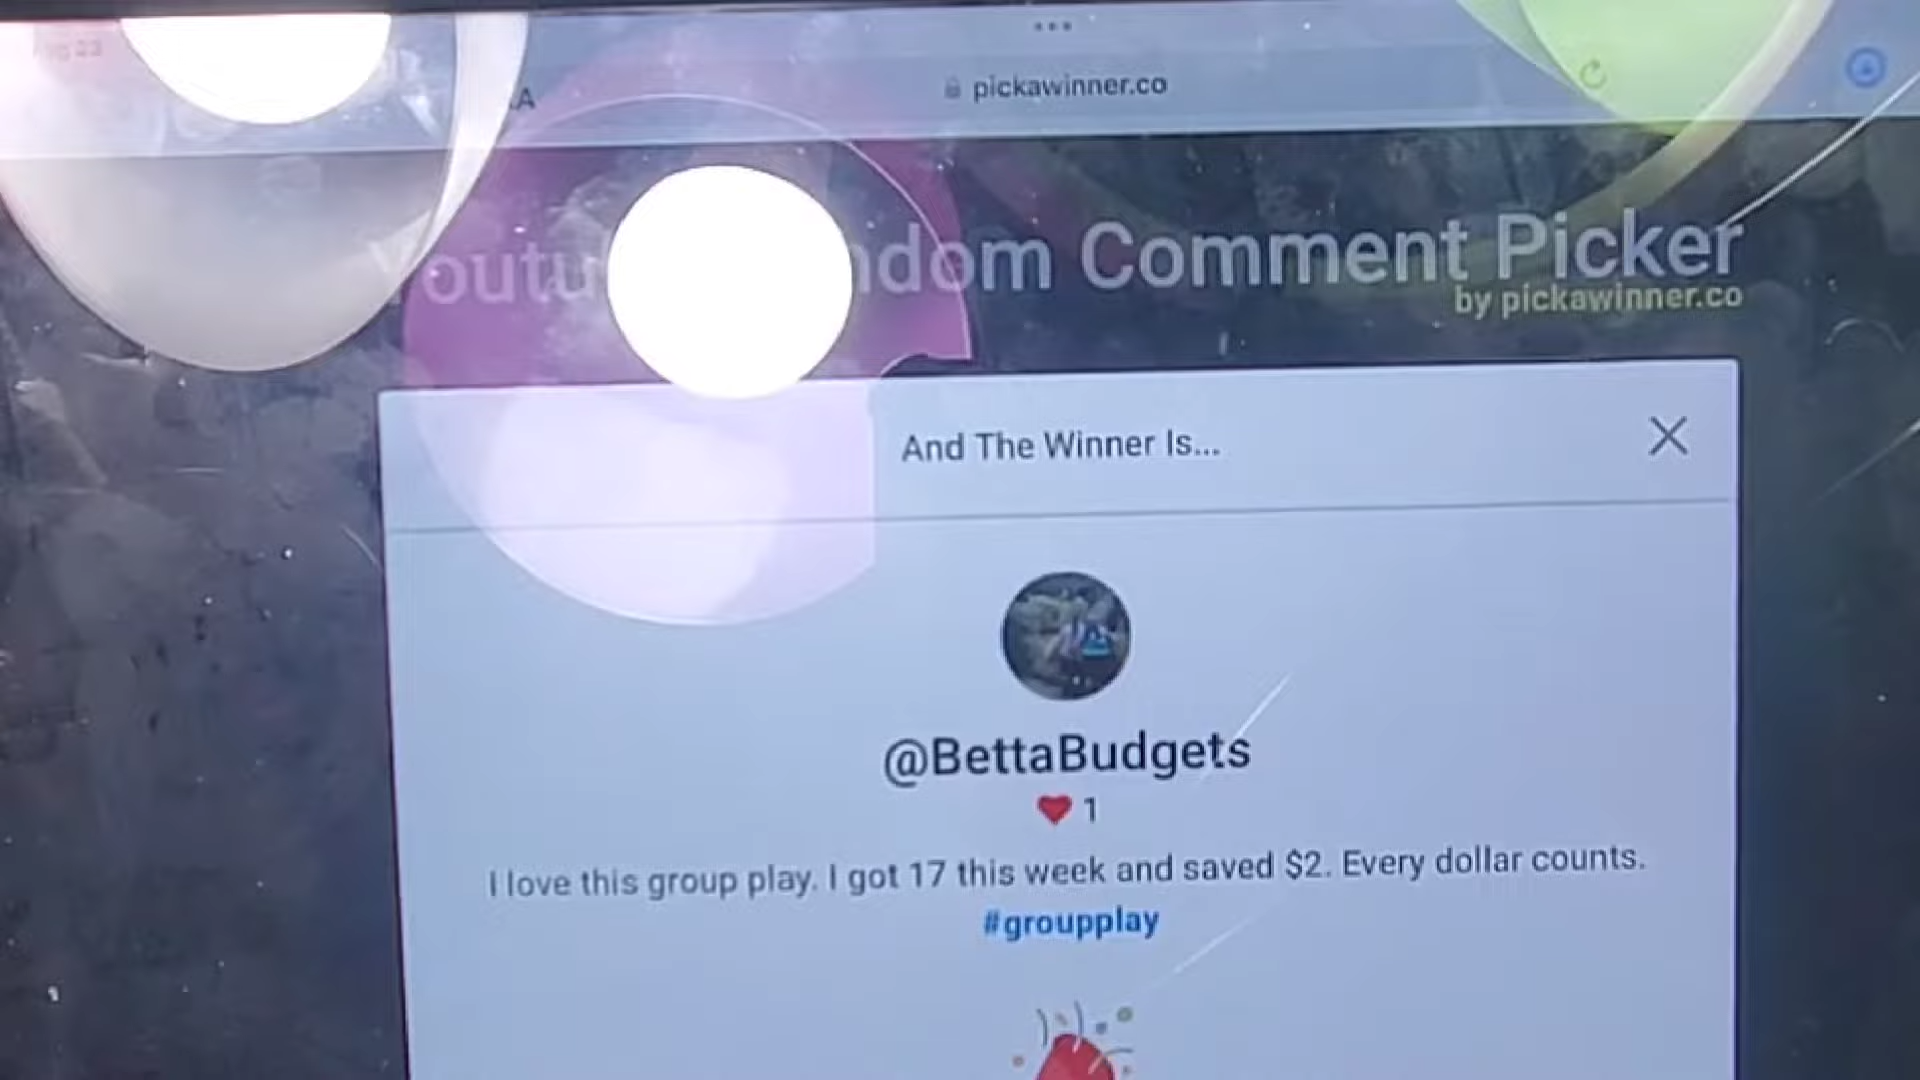 pickawinner.co
Comment Picker
by pickawinner.co
And The Winner Is...
@BettaBudgets
1
I love this group play. I got 17 this week and saved $2. Every dollar counts.
#groupplay